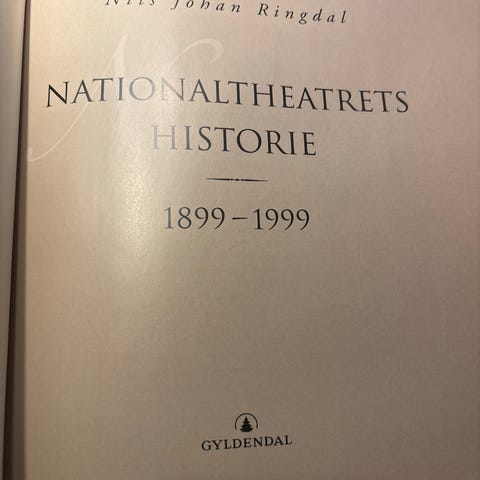 Nils Johan Ringdal
NATIONALTHEATRETS
HISTORIE
1899–1999
GYLDENDAL